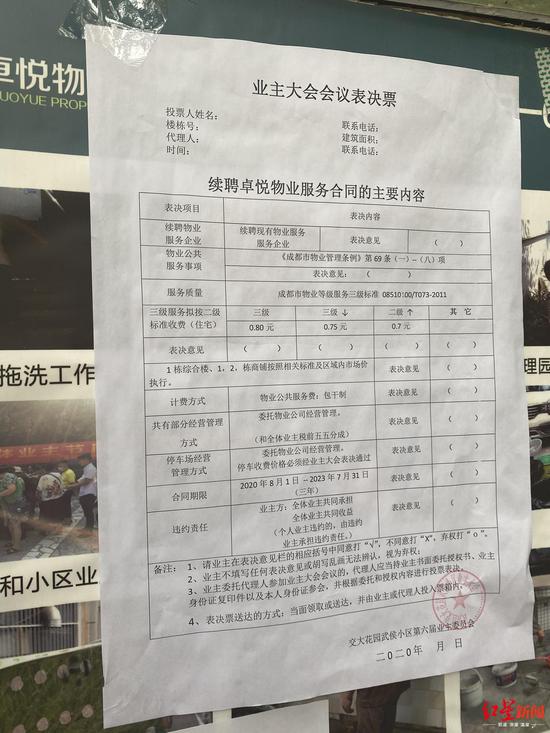 卓悦物
UOYUE PROP
业主大会会议表决票
投票人姓名： 联系电话：
楼栋号： 建筑面积：
代理人： 联系电话：
时间：
续聘卓悦物业服务合同的主要内容
表决项目 表决内容
续聘物业服务企业 续聘现有物业服务服务企业 表决意见 （ ）
物业公共服务事项 《成都市物业管理条例》第 69 条（一）--（八）项
表决意见：（ ）
服务质量 成都市物业等级服务三级标准 08510100/T073-2011
三级服务拟按二级标准收费（住宅） 三级 三级↓ 二级↑ 其 它
0.80 元 0.75 元 0.7 元
表决意见 （ ） （ ） （ ） （ ）
1 栋综合楼、1，2，栋商铺按照相关标准及区域内市场价执行。 表决意见 （ ）
计费方式 物业公共服务费：包干制 表决意见 （ ）
共有部分经营管理方式 委托物业公司经营管理。
（和全体业主税前五五分成） 表决意见 （ ）
停车场经营管理方式 委托物业公司经营管理。
停车收费价格必须经业主大会表决通过 表决意见 （ ）
合同期限 2020 年 8 月 1 日 --2023 年 7 月 31 日
（三年） 表决意见 （ ）
违约责任 业主方：全体业主共同承担
全体业主共同收益
（个人业主违约的，由违约
业主承担违约责任。） 表决意见 （ ）
备注： 1、请业主在表决意见栏的相应括号中同意打“√”，不同意打“X”，弃权打“o”。
2、业主不填写任何表决意见或胡写乱画无法辨认，视为弃权；
3、业主委托代理人参加业主大会会议的，代理人应当持业主书面委托授权书、业主
身份证复印件以及本人身份证参会，并根据委托和授权内容进行投票表决。
4、表决票送达的方式：当面领取或送达，并由业主或代理人投入票箱内。
交大花园武侯小区第六届业主委员会
二〇二〇年 月 日
拖洗工作
和小区业
理园
红星新闻